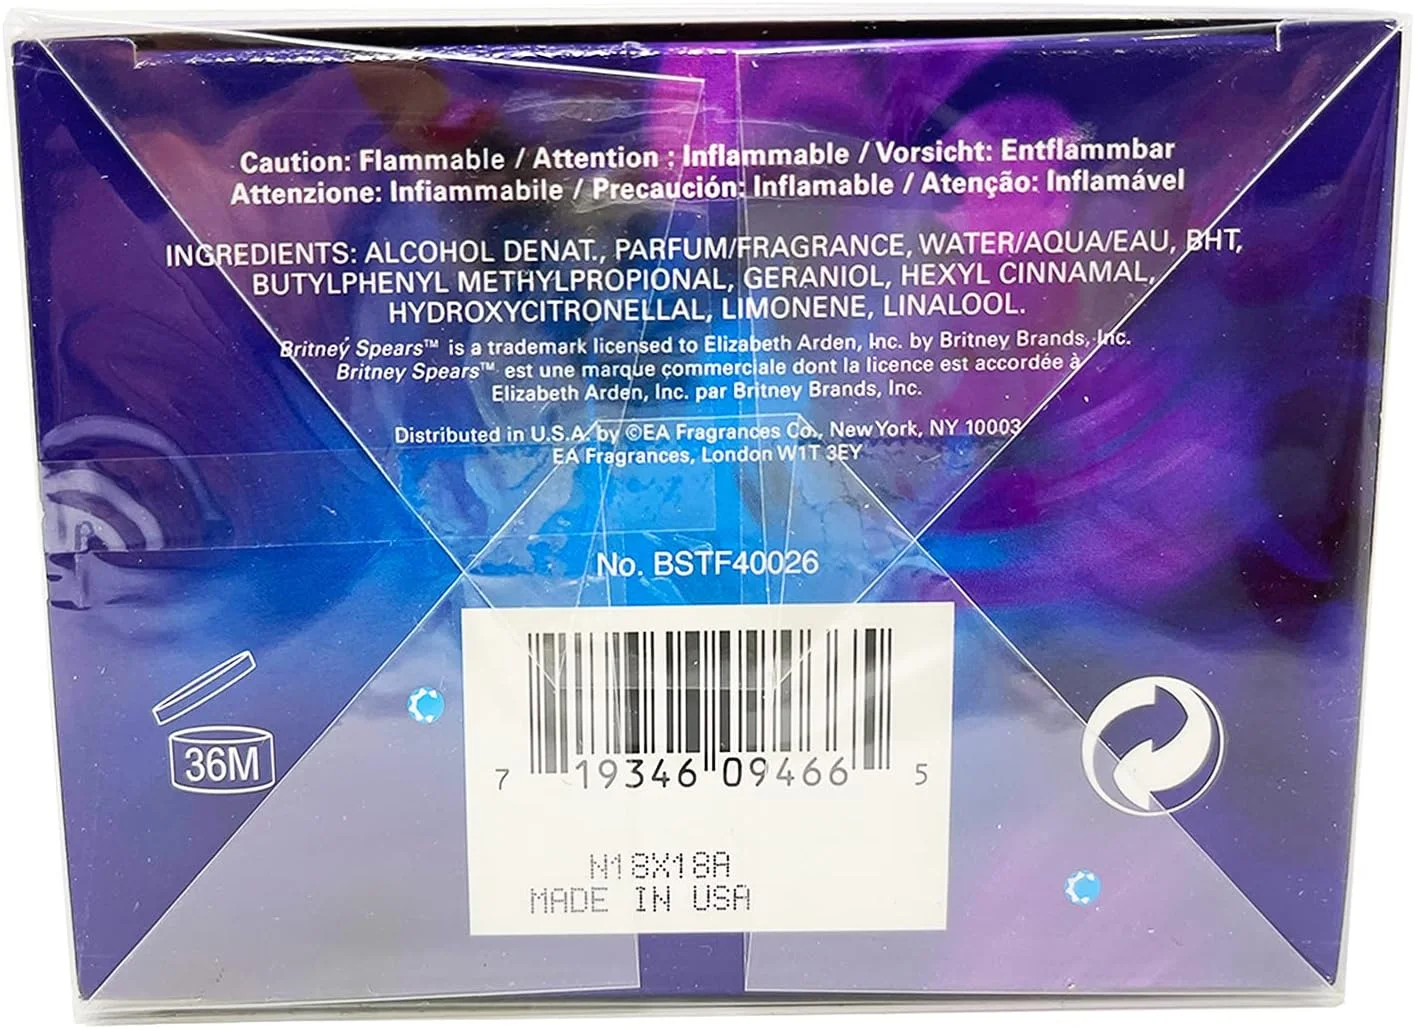 Caution: Flammable / Attention : Inflammable / Vorsicht: Entflammbar
Attenzione: Infiammabile / Precaución: Inflamable / Atenção: Inflamável
INGREDIENTS: ALCOHOL DENAT., PARFUM/FRAGRANCE, WATER/AQUA/EAU, BHT,
BUTYLPHENYL METHYLPROPIONAL, GERANIOL, HEXYL CINNAMAL,
HYDROXYCITRONELLAL, LIMONENE, LINALOOL.
Britney Spears™ is a trademark licensed to Elizabeth Arden, Inc. by Britney Brands, Inc.
Britney Spears™ est une marque commerciale dont la licence est accordée à
Elizabeth Arden, Inc. par Britney Brands, Inc.
Distributed in U.S.A. by ©EA Fragrances Co., New York, NY 10003
EA Fragrances, London W1T 3EY
No. BSTF40026
36M
7 19346 09466 5
N18X18A
MADE IN USA